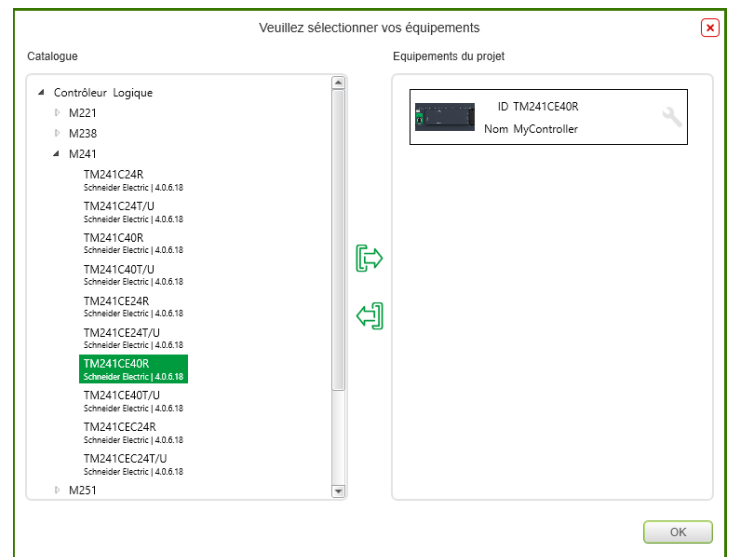 Veuillez sélectionner vos équipements
Catalogue
Equipements du projet
Contrôleur Logique
M221
M238
M241
TM241C24R
Schneider Electric | 4.0.6.18
TM241C24T/U
Schneider Electric | 4.0.6.18
TM241C40R
Schneider Electric | 4.0.6.18
TM241C40T/U
Schneider Electric | 4.0.6.18
TM241CE24R
Schneider Electric | 4.0.6.18
TM241CE24T/U
Schneider Electric | 4.0.6.18
TM241CE40R
Schneider Electric | 4.0.6.18
TM241CE40T/U
Schneider Electric | 4.0.6.18
TM241CEC24R
Schneider Electric | 4.0.6.18
TM241CEC24T/U
Schneider Electric | 4.0.6.18
M251
ID TM241CE40R
Nom MyController
OK